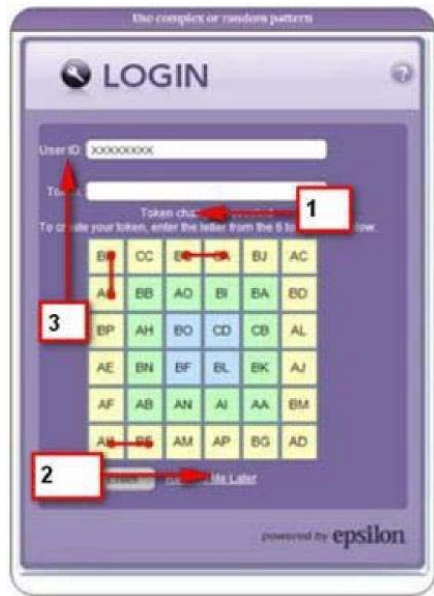 Use complex or random pattern
LOGIN
?
User ID: XXXXXXXX
1
Token
To create your token, enter the letter from the 6 to
CC BJ AC
BB AO BI BA BD
3
BP AH BO CD CB AL
AE BN BF BL BK AJ
AF AB AN AI AA BM
AM AP BG AD
2
Later
powered by epsilon